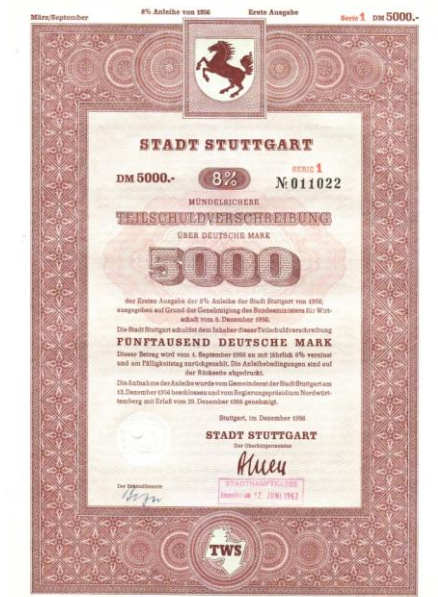 März/September
8% Anleihe von 1956
Erste Ausgabe
Serie 1 DM 5000.-
STADT STUTTGART
DM 5000.-
8%
SERIE 1
№ 011022
MÜNDELSICHERE
TEILSCHULDVERSCHREIBUNG
ÜBER DEUTSCHE MARK
5000
der Ersten Ausgabe der 8% Anleihe der Stadt Stuttgart von 1956,
ausgegeben auf Grund der Genehmigung des Bundesministers für Wirt-
schaft vom 5. Dezember 1956.
Die Stadt Stuttgart schuldet dem Inhaber dieser Teilschuldverschreibung
FÜNFTAUSEND DEUTSCHE MARK
Dieser Betrag wird vom 1. September 1956 an mit jährlich 8% verzinst
und am Fälligkeitstag zurückgezahlt. Die Anleihebedingungen sind auf
der Rückseite abgedruckt.
Die Aufnahme der Anleihe wurde vom Gemeinderat der Stadt Stuttgart am
13. Dezember 1956 beschlossen und vom Regierungspräsidium Nordwürt-
temberg mit Erlaß vom 29. Dezember 1956 genehmigt.
Stuttgart, im Dezember 1956
STADT STUTTGART
Der Oberbürgermeister
STADTHAUPTKASSE
12. JUNI 1962
Der Kontrollbeamte
TWS